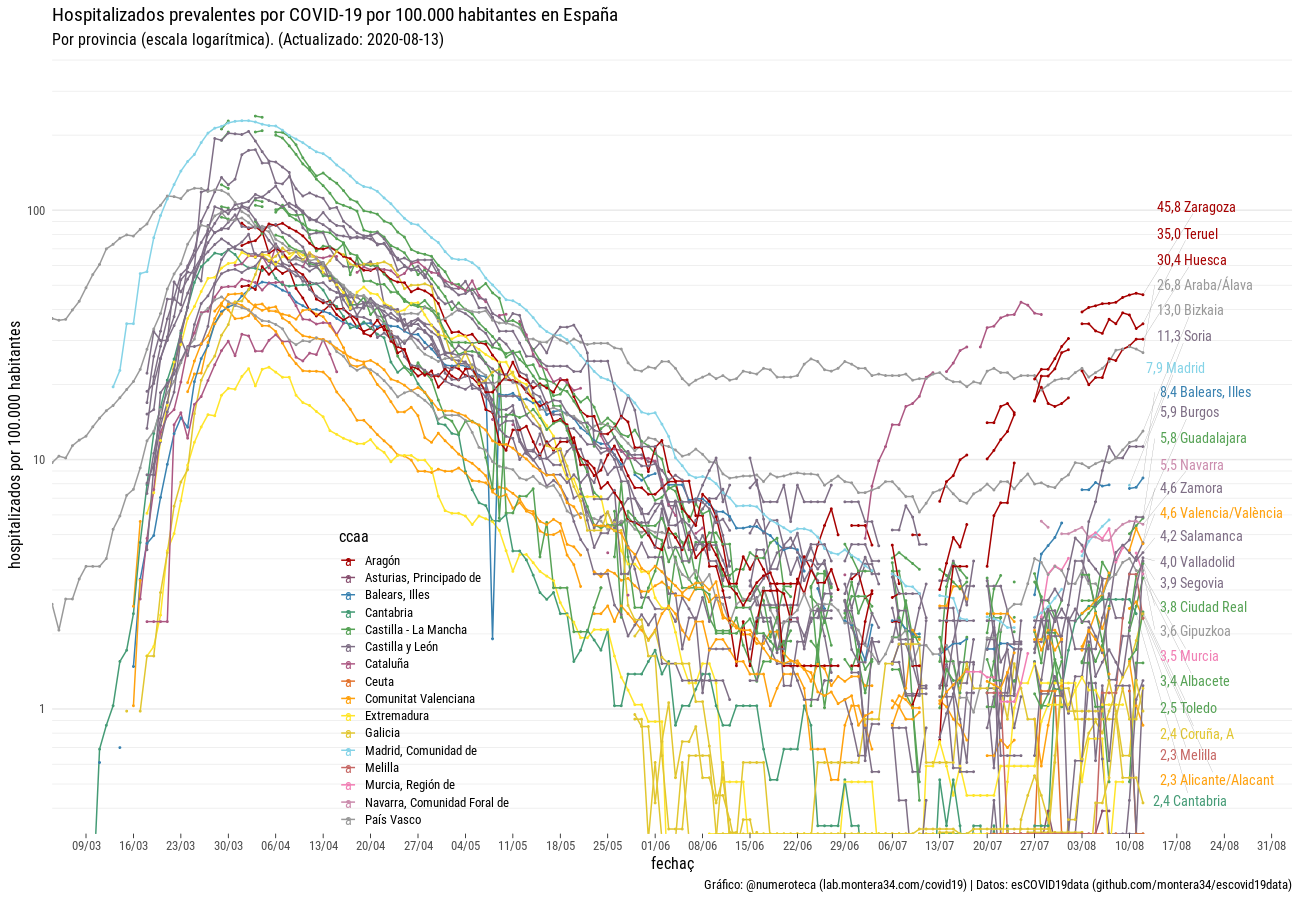 Hospitalizados prevalentes por COVID-19 por 100.000 habitantes en España
Por provincia (escala logarítmica). (Actualizado: 2020-08-13)
hospitalizados por 100.000 habitantes
100
10
1
45,8 Zaragoza
35,0 Teruel
30,4 Huesca
26,8 Araba/Álava
13,0 Bizkaia
11,3 Soria
7,9 Madrid
8,4 Balears, Illes
5,9 Burgos
5,8 Guadalajara
5,5 Navarra
4,6 Zamora
4,6 Valencia/València
4,2 Salamanca
4,0 Valladolid
3,9 Segovia
3,8 Ciudad Real
3,6 Gipuzkoa
3,5 Murcia
3,4 Albacete
2,5 Toledo
2,4 Coruña, A
2,3 Melilla
2,3 Alicante/Alacant
2,4 Cantabria
ccaa
Aragón
Asturias, Principado de
Balears, Illes
Cantabria
Castilla - La Mancha
Castilla y León
Cataluña
Ceuta
Comunitat Valenciana
Extremadura
Galicia
Madrid, Comunidad de
Melilla
Murcia, Región de
Navarra, Comunidad Foral de
País Vasco
09/03 16/03 23/03 30/03 06/04 13/04 20/04 27/04 04/05 11/05 18/05 25/05 01/06 08/06 15/06 22/06 29/06 06/07 13/07 20/07 27/07 03/08 10/08 17/08 24/08 31/08
fechaç
Gráfico: @numeroteca (lab.montera34.com/covid19) | Datos: esCOVID19data (github.com/montera34/escovid19data)